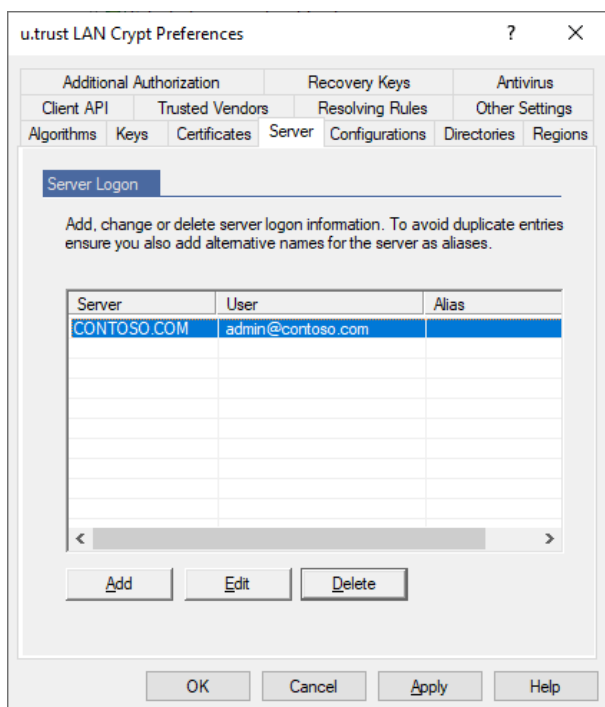 u.trust LAN Crypt Preferences ?
Additional Authorization Recovery Keys Antivirus
Client API Trusted Vendors Resolving Rules Other Settings
Algorithms Keys Certificates Server Configurations Directories Regions
Server Logon
Add, change or delete server logon information. To avoid duplicate entries
ensure you also add alternative names for the server as aliases.
Server User Alias
CONTOSO.COM admin@contoso.com
Add Edit Delete
OK Cancel Apply Help